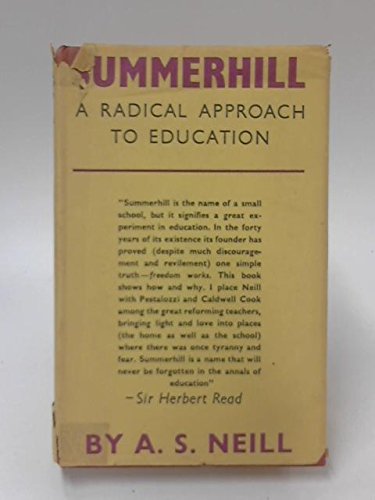 SUMMERHILL
A RADICAL APPROACH
TO EDUCATION
"Summerhill is the name of a small
school, but it signifies a great ex-
periment in education. In the forty
years of its existence its founder has
proved (despite much discourage-
ment and revilement) one simple
truth—freedom works. This book
shows how and why. I place Neill
with Pestalozzi and Caldwell Cook
among the great reforming teachers,
bringing light and love into places
(the home as well as the school)
where there was once tyranny and
fear. Summerhill is a name that will
never be forgotten in the annals of
education"
—Sir Herbert Read
BY A. S. NEILL